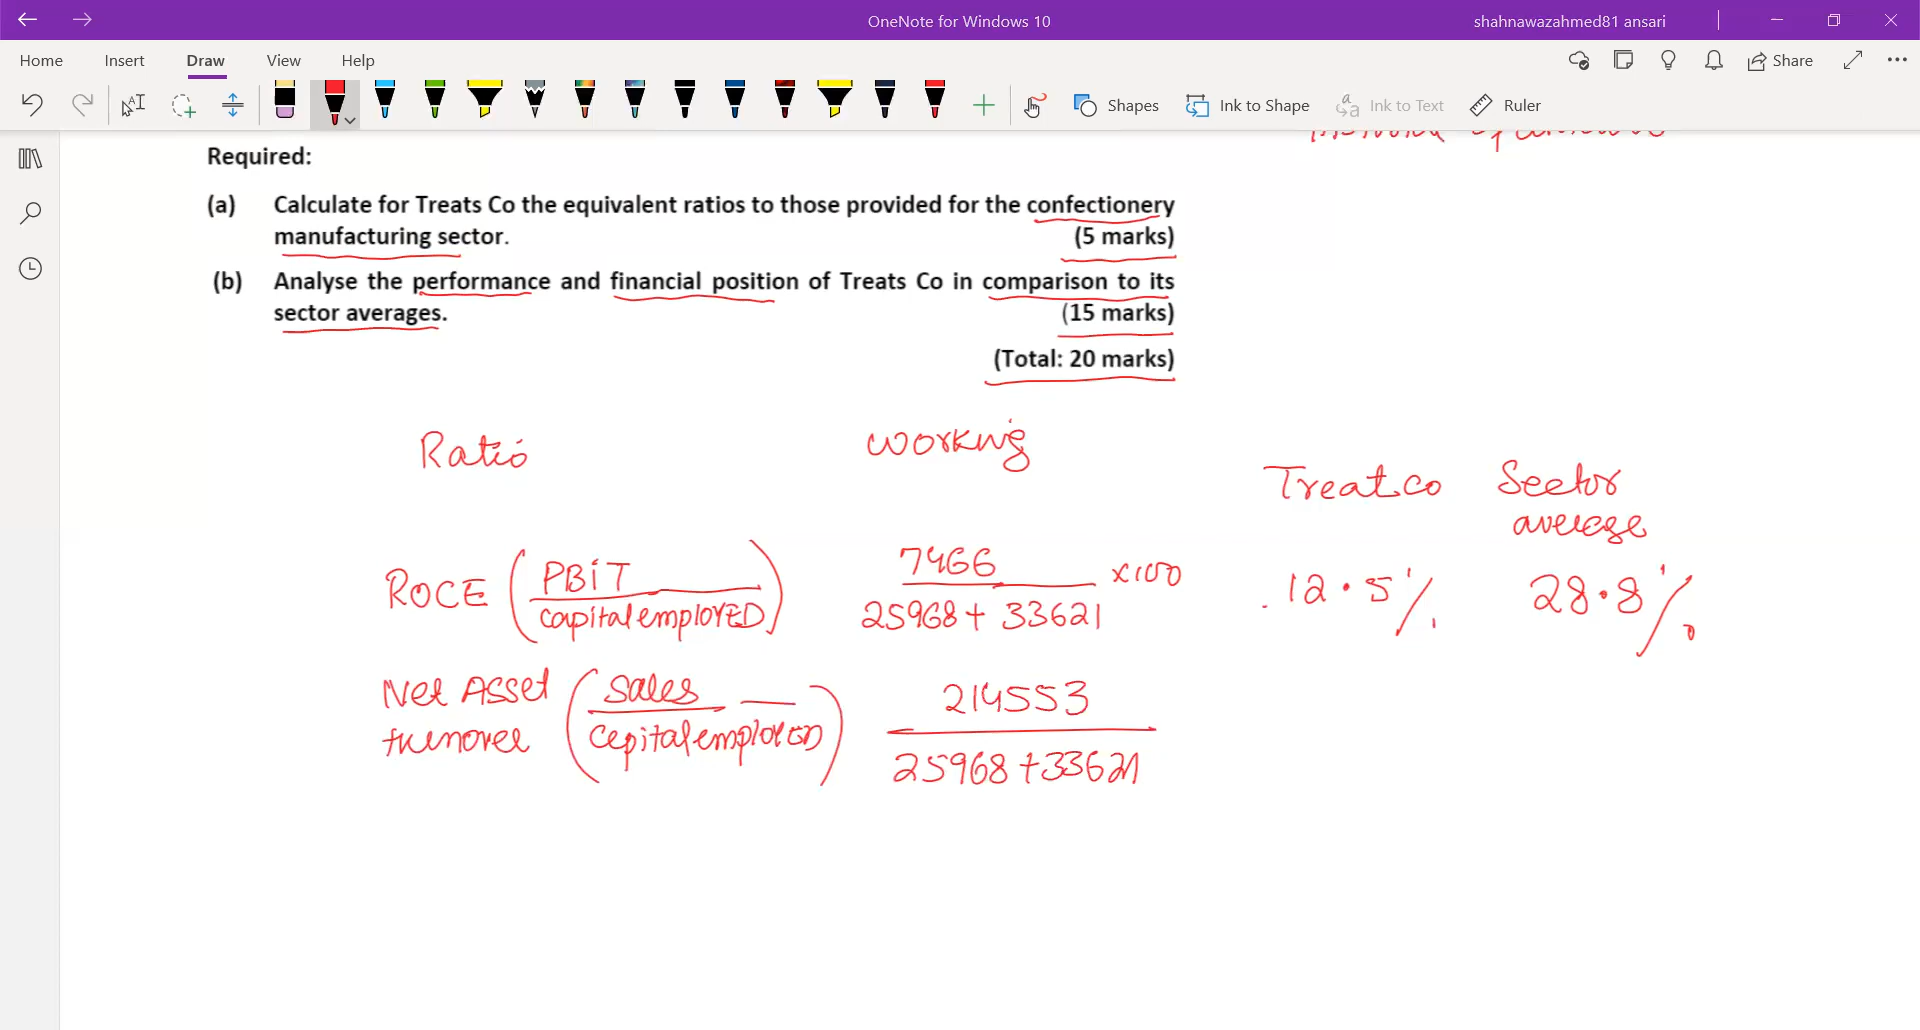 OneNote for Windows 10
shahnawazahmed81 ansari
Home Insert Draw View Help
Share
Shapes Ink to Shape Ink to Text Ruler
Required:
(a) Calculate for Treats Co the equivalent ratios to those provided for the confectionery
manufacturing sector. (5 marks)
(b) Analyse the performance and financial position of Treats Co in comparison to its
sector averages. (15 marks)
(Total: 20 marks)
Ratio Working
Treatco Sector
average
ROCE (PBIT 7466 x100 12.5% 28.8%
capital employED) 25968 + 33621
Net Asset (Sales 214553
turnover capital employED) 25968 + 33621